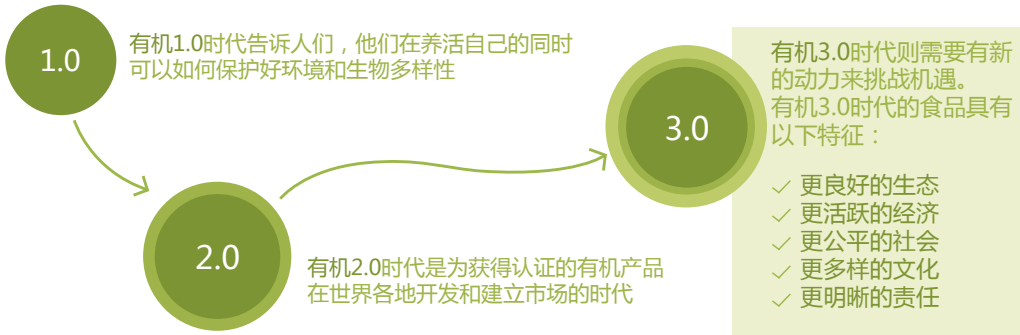 1.0
有机1.0时代告诉人们，他们在养活自己的同时
可以如何保护好环境和生物多样性
2.0
有机2.0时代是为获得认证的有机产品
在世界各地开发和建立市场的时代
3.0
有机3.0时代则需要有新
的动力来挑战机遇。
有机3.0时代的食品具有
以下特征：
✓ 更良好的生态
✓ 更活跃的经济
✓ 更公平的社会
✓ 更多样的文化
✓ 更明晰的责任